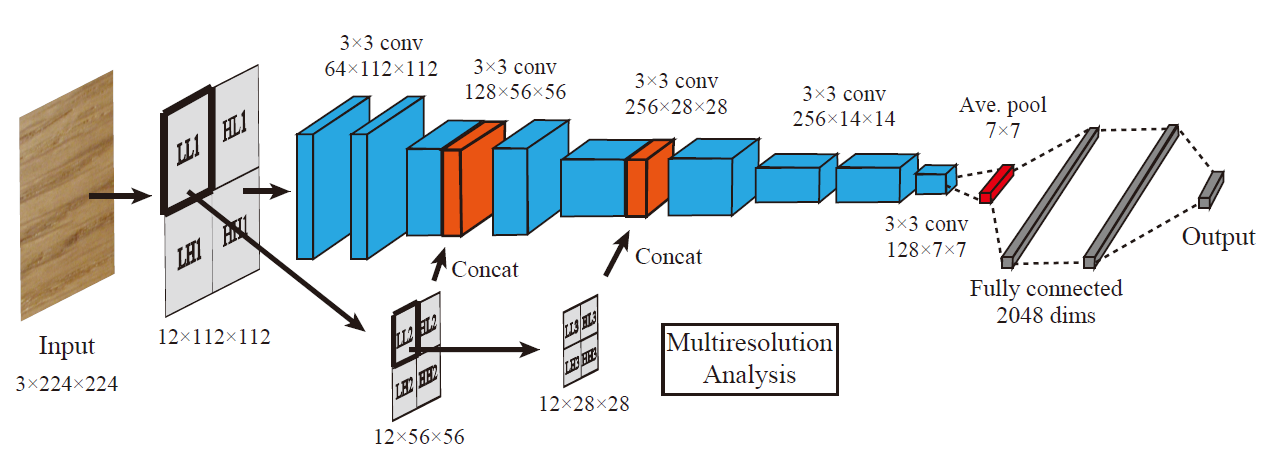 3×3 conv
64×112×112
3×3 conv
128×56×56
3×3 conv
256×28×28
3×3 conv
256×14×14
Ave. pool
7×7
LL1
HL1
LH1
HH1
12×112×112
Input
3×224×224
Concat
Concat
3×3 conv
128×7×7
Output
Fully connected
2048 dims
LL2
HL2
LH2
HH2
12×56×56
LL3
HL3
LH3
HH3
12×28×28
Multiresolution
Analysis